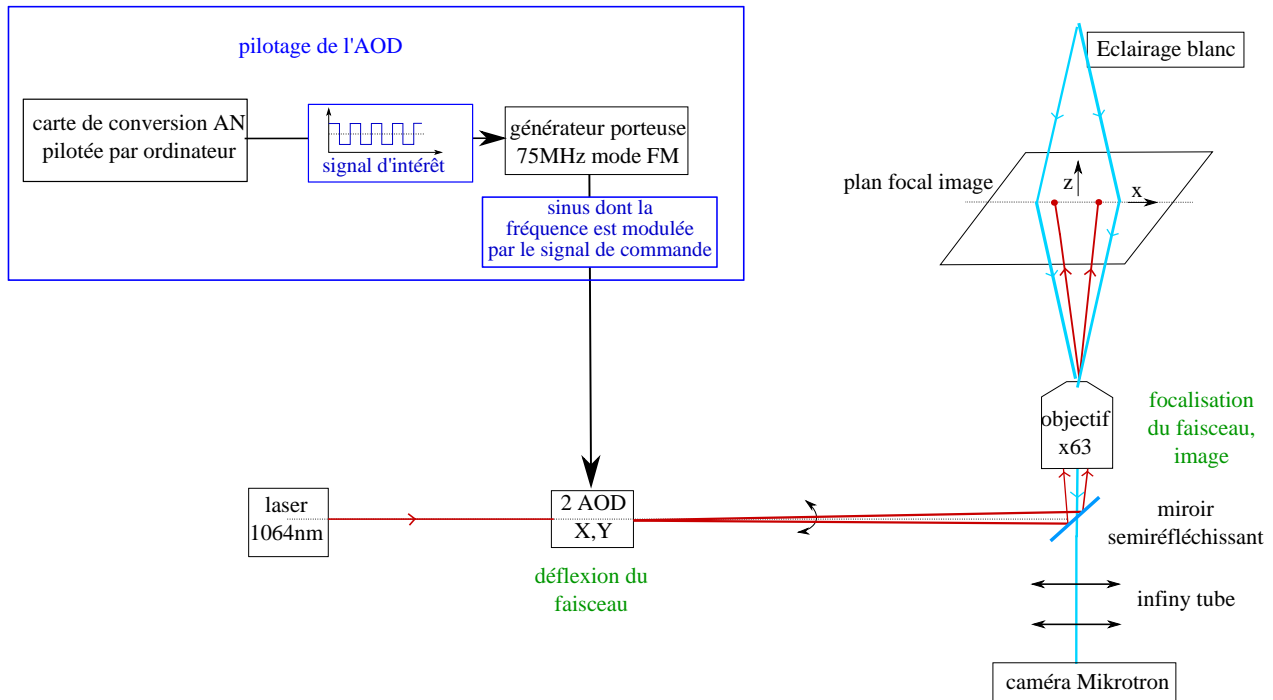 pilotage de l'AOD
carte de conversion AN
pilotée par ordinateur
signal d'intérêt
générateur porteuse
75MHz mode FM
sinus dont la
fréquence est modulée
par le signal de commande
Eclairage blanc
plan focal image
z
x
objectif
x63
focalisation
du faisceau,
image
laser
1064nm
2 AOD
X,Y
déflexion du
faisceau
miroir
semiréfléchissant
infiny tube
caméra Mikrotron